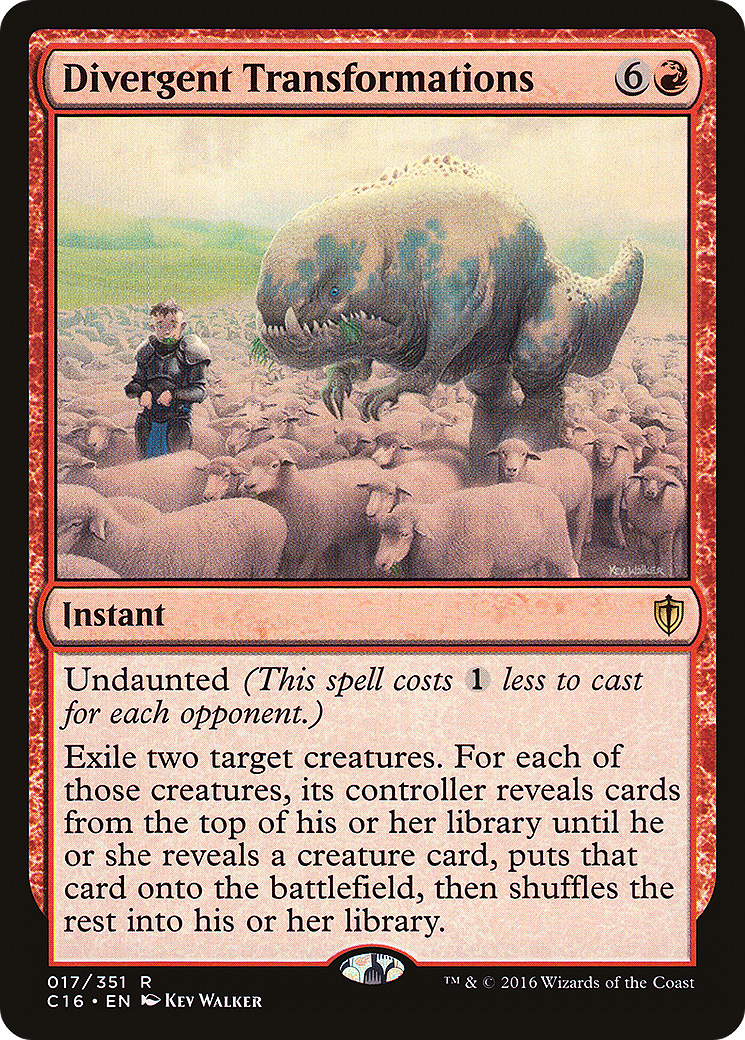 Divergent Transformations 6
KEV WALKER
Instant
Undaunted (This spell costs 1 less to cast
for each opponent.)
Exile two target creatures. For each of
those creatures, its controller reveals cards
from the top of his or her library until he
or she reveals a creature card, puts that
card onto the battlefield, then shuffles the
rest into his or her library.
017/351 R
C16 • EN KEV WALKER
™ & © 2016 Wizards of the Coast